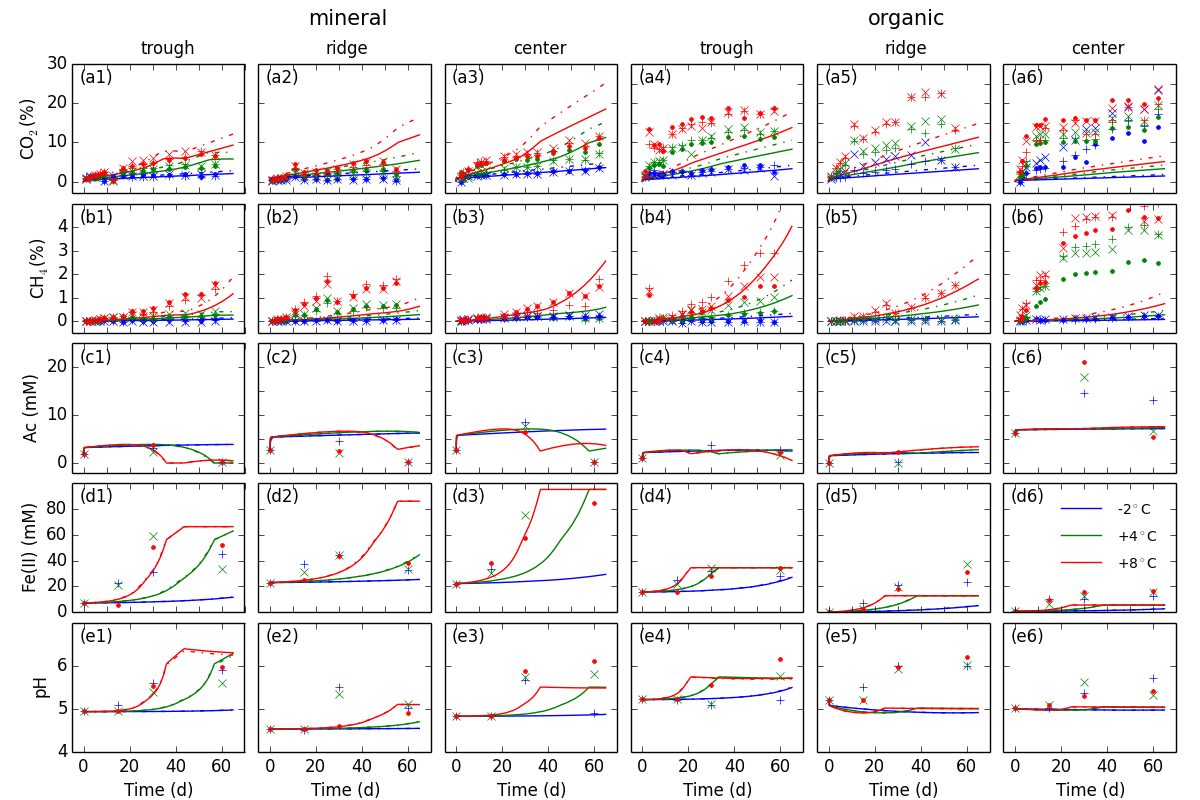 mineral organic
trough ridge center trough ridge center
CO₂(%)
30
20
10
0
(a1) (a2) (a3) (a4) (a5) (a6)
CH₄(%)
4
3
2
1
0
(b1) (b2) (b3) (b4) (b5) (b6)
Ac (mM)
20
10
0
(c1) (c2) (c3) (c4) (c5) (c6)
Fe(II) (mM)
80
60
40
20
0
(d1) (d2) (d3) (d4) (d5) (d6)
-2°C
+4°C
+8°C
pH
6
5
4
(e1) (e2) (e3) (e4) (e5) (e6)
0 20 40 60 0 20 40 60 0 20 40 60 0 20 40 60 0 20 40 60 0 20 40 60
Time (d) Time (d) Time (d) Time (d) Time (d) Time (d)